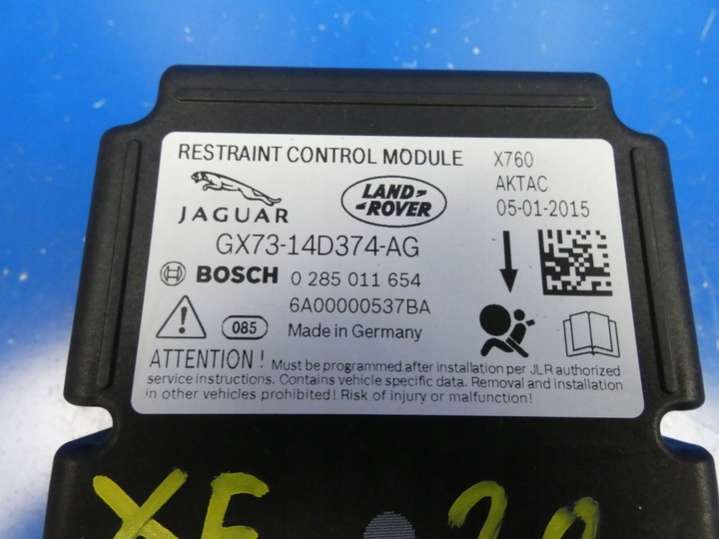 RESTRAINT CONTROL MODULE X760
AKTAC
05-01-2015
JAGUAR
LAND-
-ROVER
GX73-14D374-AG
BOSCH 0 285 011 654
6A00000537BA
085 Made in Germany
ATTENTION ! Must be programmed after installation per JLR authorized
service instructions. Contains vehicle specific data. Removal and installation
in other vehicles prohibited! Risk of injury or malfunction!
XE 20